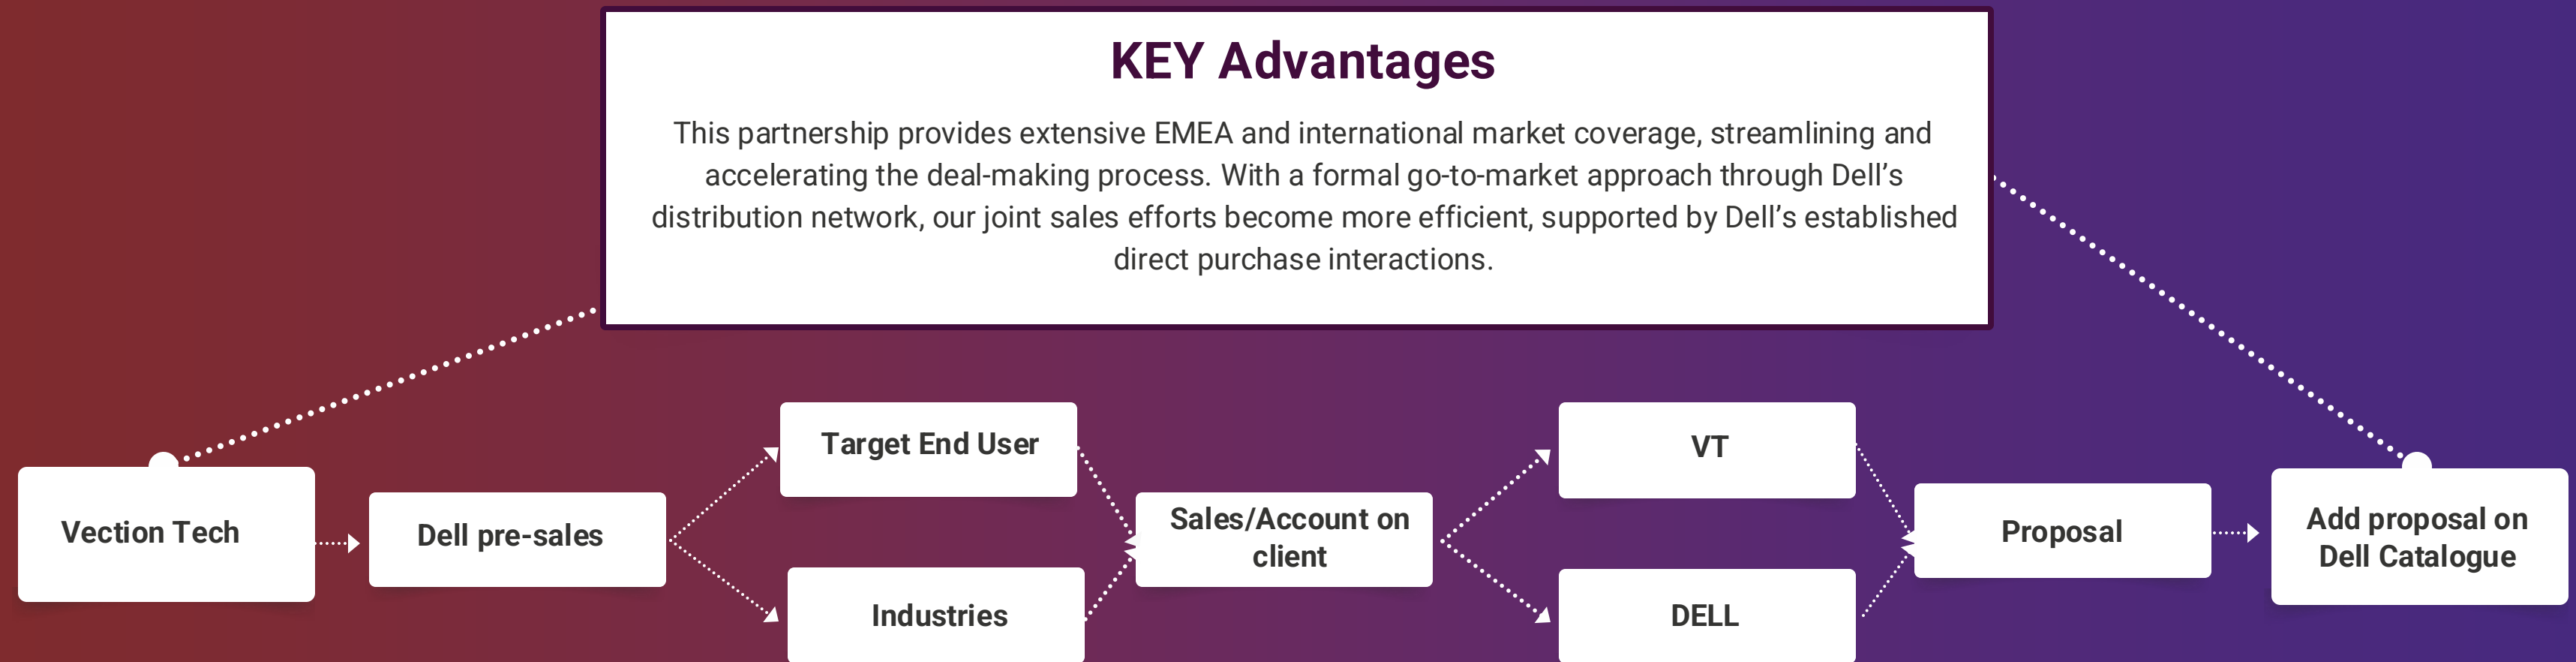 KEY Advantages
This partnership provides extensive EMEA and international market coverage, streamlining and
accelerating the deal-making process. With a formal go-to-market approach through Dell’s
distribution network, our joint sales efforts become more efficient, supported by Dell’s established
direct purchase interactions.
Vection Tech
Dell pre-sales
Target End User
Industries
Sales/Account on
client
VT
DELL
Proposal
Add proposal on
Dell Catalogue